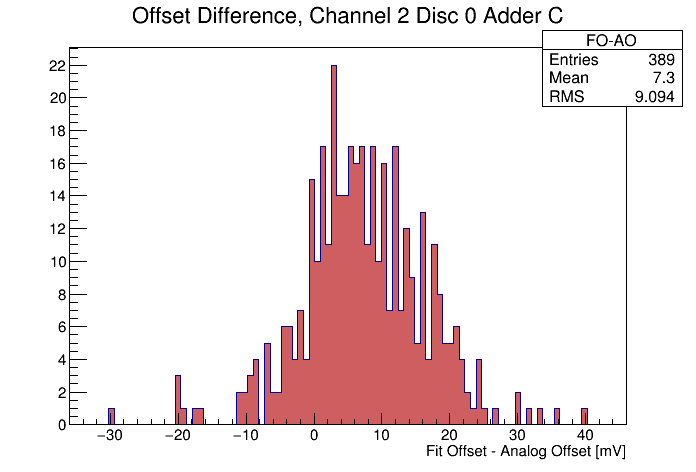 Offset Difference, Channel 2 Disc 0 Adder C
FO-AO
Entries 389
Mean 7.3
RMS 9.094
22
20
18
16
14
12
10
8
6
4
2
0
−30 −20 −10 0 10 20 30 40
Fit Offset - Analog Offset [mV]